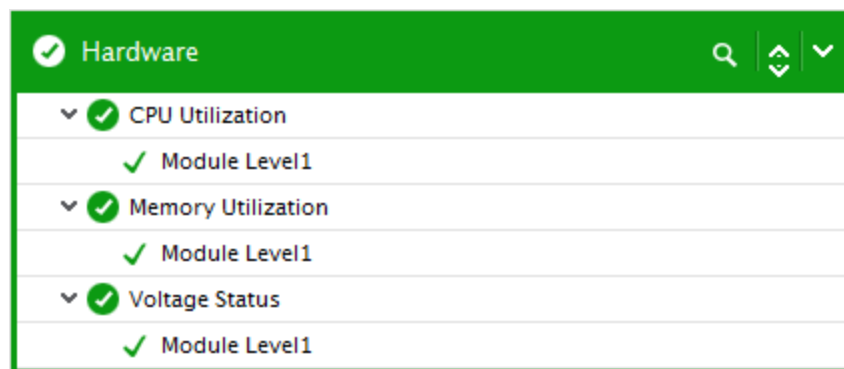 Hardware
CPU Utilization
Module Level1
Memory Utilization
Module Level1
Voltage Status
Module Level1